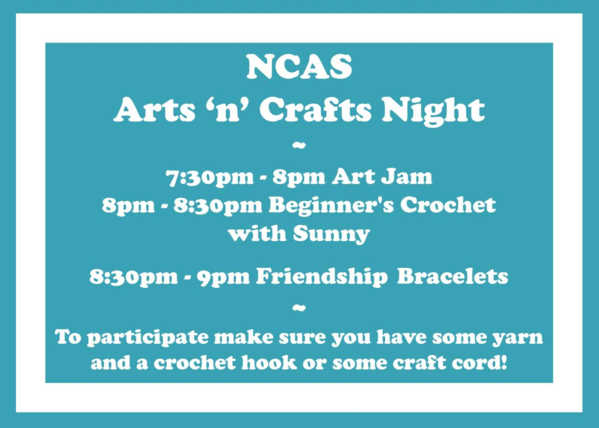 NCAS
Arts ‘n’ Crafts Night
~
7:30pm - 8pm Art Jam
8pm - 8:30pm Beginner's Crochet
with Sunny
8:30pm - 9pm Friendship Bracelets
~
To participate make sure you have some yarn
and a crochet hook or some craft cord!